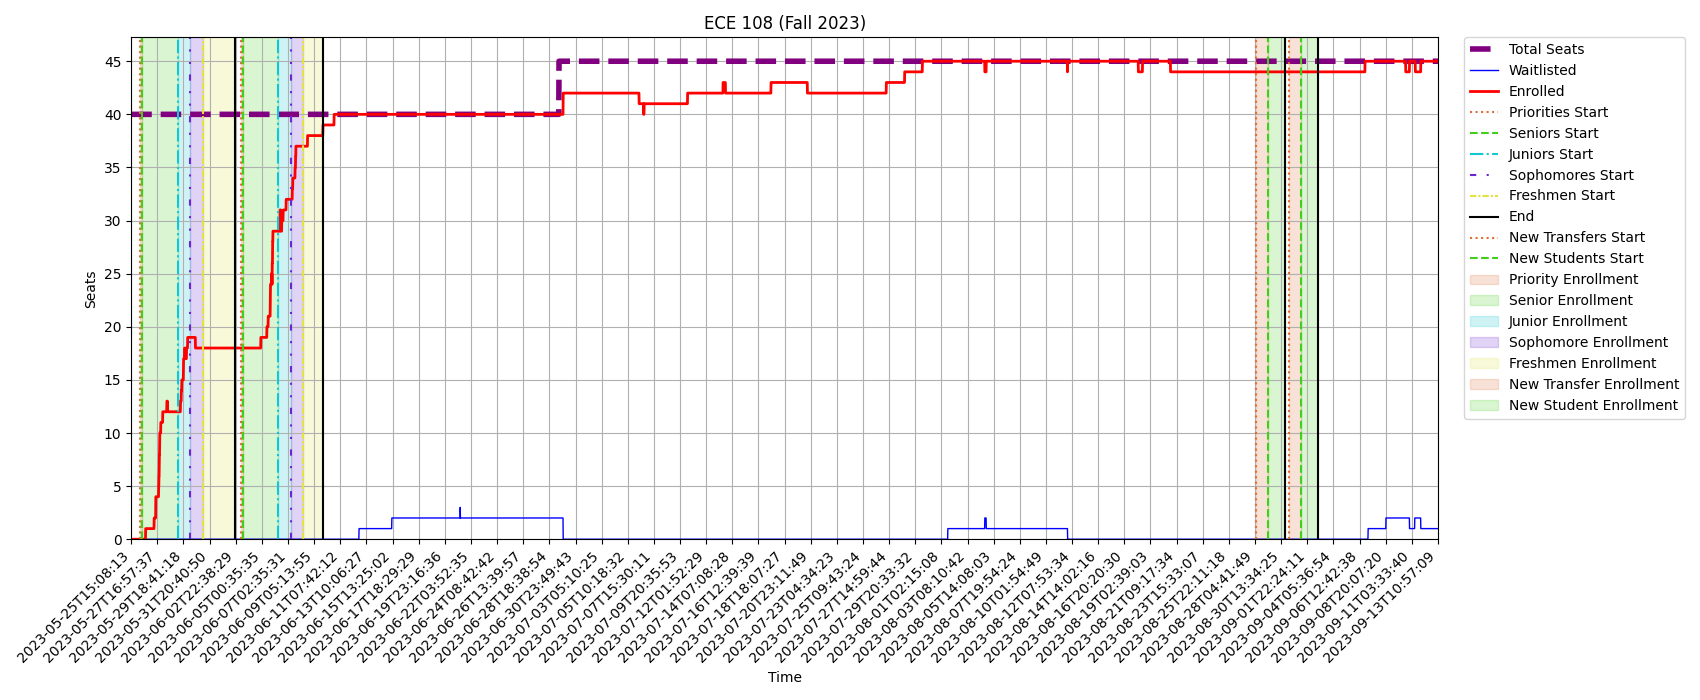 ECE 108 (Fall 2023)
Seats
45
40
35
30
25
20
15
10
5
0
2023-05-25T15:08:13
2023-05-27T16:57:37
2023-05-29T18:41:18
2023-05-31T20:40:50
2023-06-02T22:38:29
2023-06-05T00:35:35
2023-06-07T02:35:31
2023-06-09T05:13:55
2023-06-11T07:42:12
2023-06-13T10:06:27
2023-06-15T13:25:02
2023-06-17T18:29:29
2023-06-19T23:16:36
2023-06-22T03:52:35
2023-06-24T08:42:42
2023-06-26T13:39:57
2023-06-28T18:38:54
2023-06-30T23:49:43
2023-07-03T05:10:25
2023-07-05T10:18:32
2023-07-07T15:30:11
2023-07-09T20:35:53
2023-07-12T01:52:29
2023-07-14T07:08:28
2023-07-16T12:39:39
2023-07-18T18:07:27
2023-07-20T23:11:49
2023-07-23T04:34:23
2023-07-25T09:43:24
2023-07-27T14:59:44
2023-07-29T20:33:32
2023-08-01T02:15:08
2023-08-03T08:10:42
2023-08-05T14:08:03
2023-08-07T19:54:24
2023-08-10T01:54:49
2023-08-12T07:53:34
2023-08-14T14:02:16
2023-08-16T20:20:30
2023-08-19T02:39:03
2023-08-21T09:17:34
2023-08-23T15:33:07
2023-08-25T22:11:18
2023-08-28T04:41:49
2023-08-30T13:34:25
2023-09-01T22:24:11
2023-09-04T05:36:54
2023-09-06T12:42:38
2023-09-08T20:07:20
2023-09-11T03:33:40
2023-09-13T10:57:09
Time
Total Seats
Waitlisted
Enrolled
Priorities Start
Seniors Start
Juniors Start
Sophomores Start
Freshmen Start
End
New Transfers Start
New Students Start
Priority Enrollment
Senior Enrollment
Junior Enrollment
Sophomore Enrollment
Freshmen Enrollment
New Transfer Enrollment
New Student Enrollment